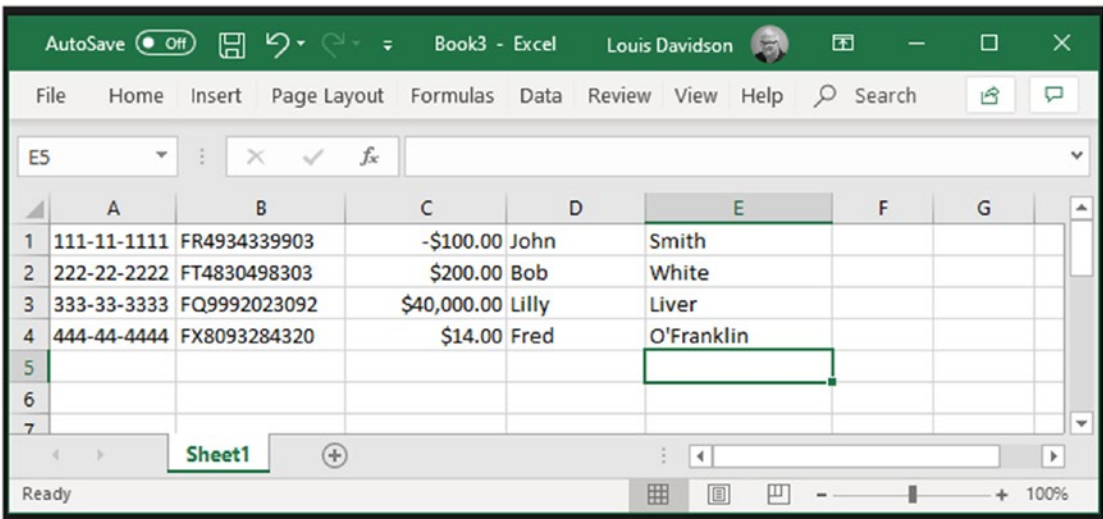 AutoSave Off Book3 - Excel Louis Davidson
File Home Insert Page Layout Formulas Data Review View Help Search
E5 fx
A B C D E F G
1 111-11-1111 FR4934339903 -$100.00 John Smith
2 222-22-2222 FT4830498303 $200.00 Bob White
3 333-33-3333 FQ9992023092 $40,000.00 Lilly Liver
4 444-44-4444 FX8093284320 $14.00 Fred O'Franklin
5
6
7
Sheet1
Ready 100%